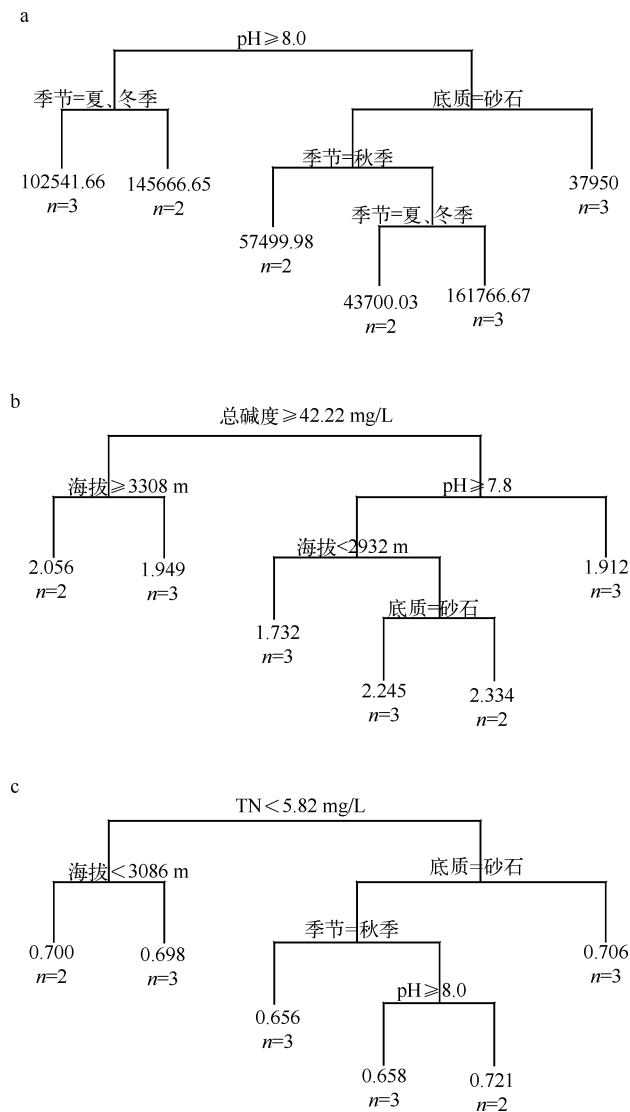 a
pH≥8.0
季节=夏、冬季
底质=砂石
季节=秋季
102541.66
n=3
145666.65
n=2
37950
n=3
季节=夏、冬季
57499.98
n=2
43700.03
n=2
161766.67
n=3
b
总碱度≥42.22 mg/L
海拔≥3308 m
pH≥7.8
海拔<2932 m
2.056
n=2
1.949
n=3
1.912
n=3
底质=砂石
1.732
n=3
2.245
n=3
2.334
n=2
c
TN<5.82 mg/L
海拔<3086 m
底质=砂石
季节=秋季
0.700
n=2
0.698
n=3
0.706
n=3
pH≥8.0
0.656
n=3
0.658
n=3
0.721
n=2